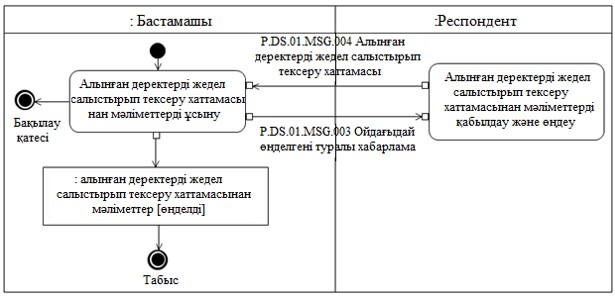 : Бастамашы
:Респондент
P.DS.01.MSG.004 Алынған
деректерді жедел салыстырып
тексеру хаттамасы
Алынған деректерді жедел
салыстырып тексеру хаттамасы
нан мәліметтерді ұсыну
Алынған деректерді жедел
салыстырып тексеру
хаттамасынан мәліметтерді
қабылдау және өңдеу
Бақылау
қатесі
P.DS.01.MSG.003 Ойдағыдай
өңделгені туралы хабарлама
: алынған деректерді жедел
салыстырып тексеру хаттамасынан
мәліметтер [өңделді]
Табыс